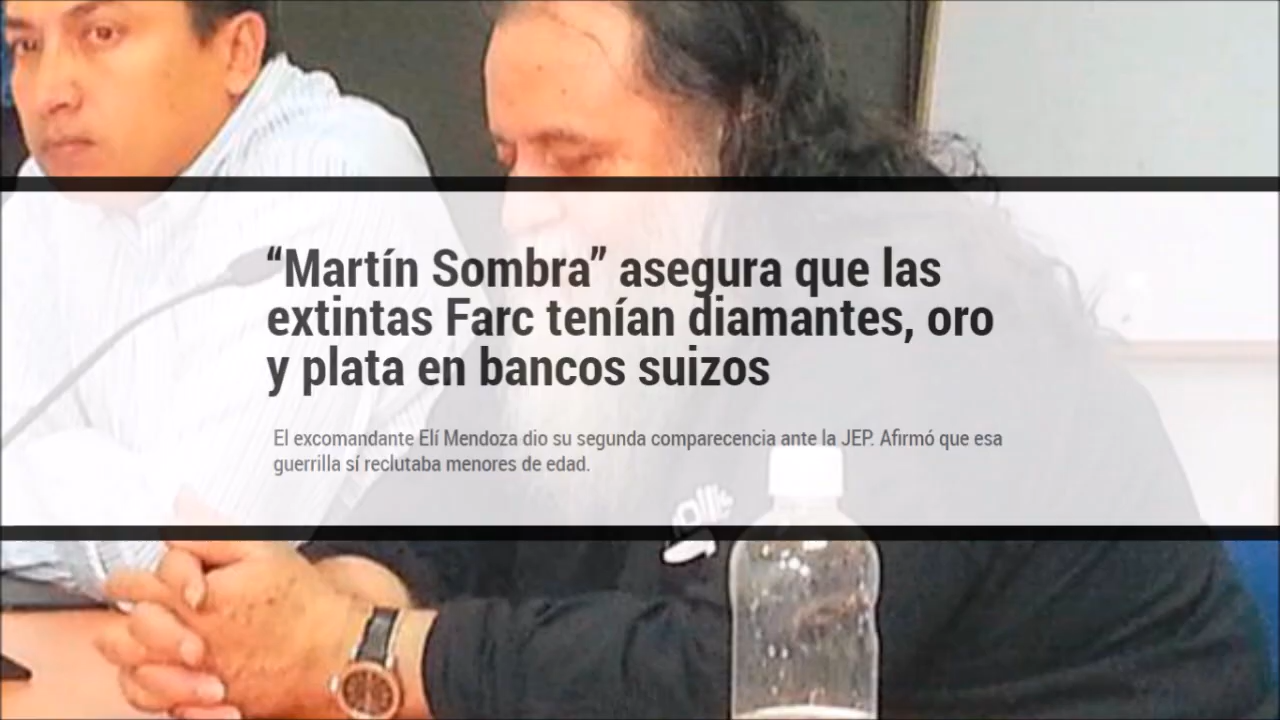 “Martín Sombra” asegura que las
extintas Farc tenían diamantes, oro
y plata en bancos suizos
El excomandante Elí Mendoza dio su segunda comparecencia ante la JEP. Afirmó que esa
guerrilla sí reclutaba menores de edad.